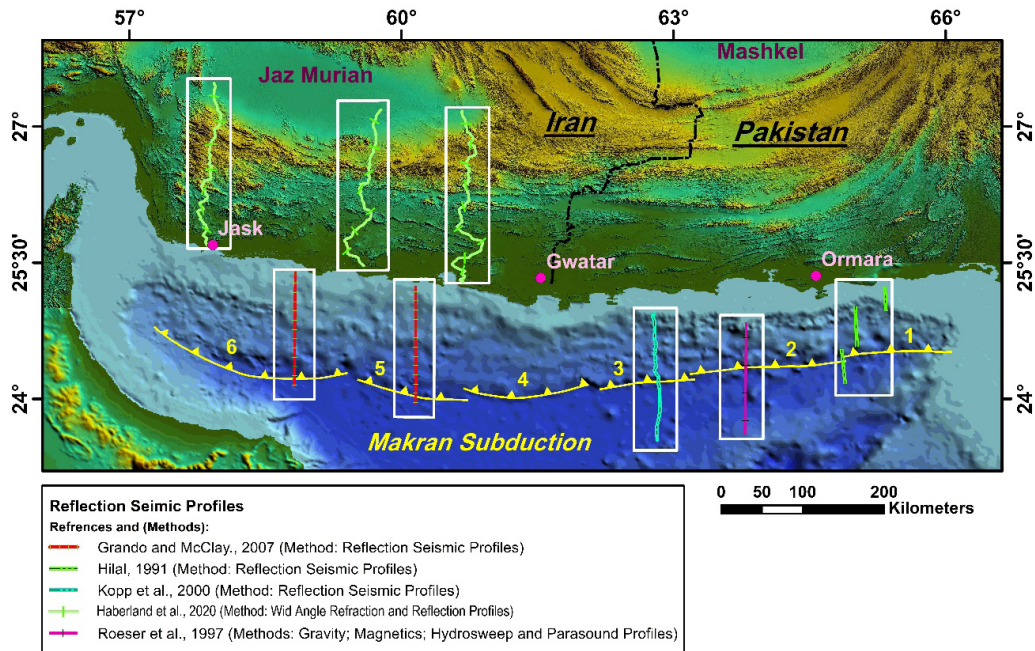 57°
60°
63°
66°
Mashkel
Jaz Murian
27°
27°
Iran
Pakistan
Jask
25°30
Gwatar
Ormara
25°30
6
5
4
3
2
1
24°
24°
Makran Subduction
Reflection Seimic Profiles
Refrences and (Methods):
Grando and McClay., 2007 (Method: Reflection Seismic Profiles)
Hilal, 1991 (Method: Reflection Seismic Profiles)
Kopp et al., 2000 (Method: Reflection Seismic Profiles)
Haberland et al., 2020 (Method: Wid Angle Refraction and Reflection Profiles)
Roeser et al., 1997 (Methods: Gravity; Magnetics; Hydrosweep and Parasound Profiles)
0 50 100 200
Kilometers